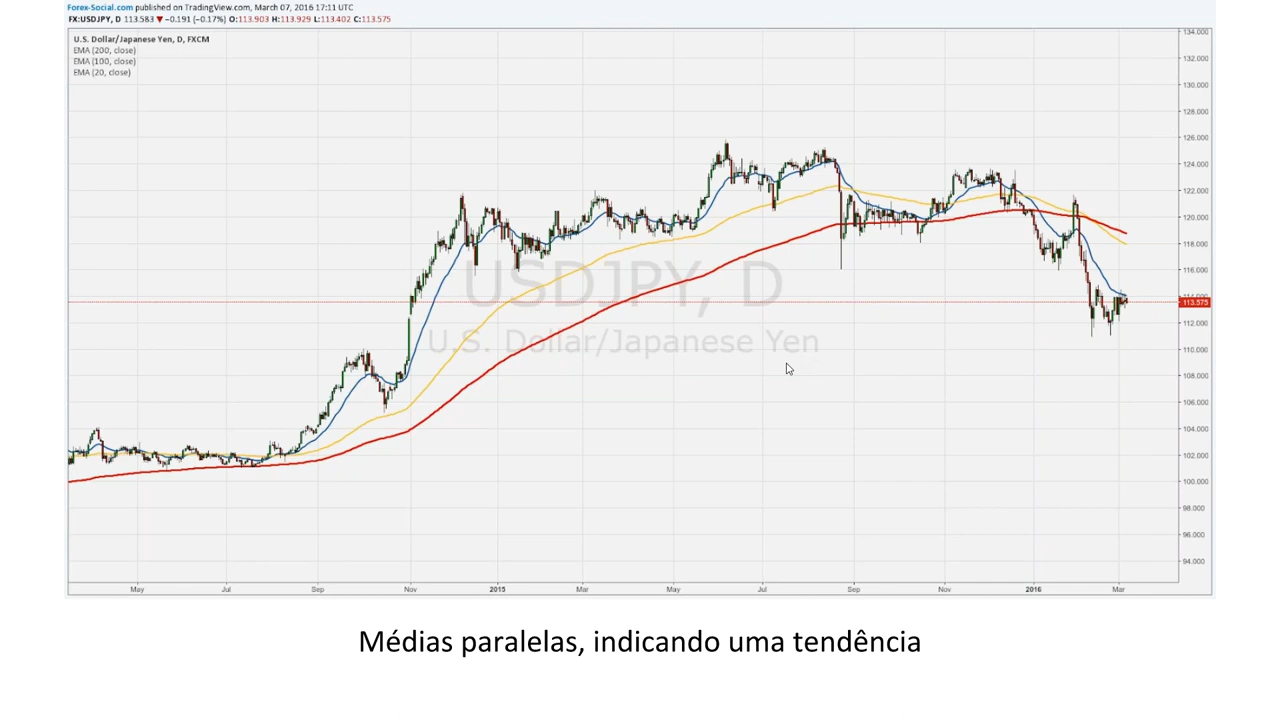 Forex-Social.com published on TradingView.com, March 07, 2016 17:11 UTC
FX:USDJPY, D 113.583 ▼ −0.191 (−0.17%) O:113.903 H:113.929 L:113.402 C:113.575
U.S. Dollar/Japanese Yen, D, FXCM
EMA (200, close)
EMA (100, close)
EMA (20, close)
USDJPY, D
U.S. Dollar/Japanese Yen
134.000
132.000
130.000
128.000
126.000
124.000
122.000
120.000
118.000
116.000
113.575
112.000
110.000
108.000
106.000
104.000
102.000
100.000
98.000
96.000
94.000
May Jul Sep Nov 2015 Mar May Jul Sep Nov 2016 Mar
Médias paralelas, indicando uma tendência